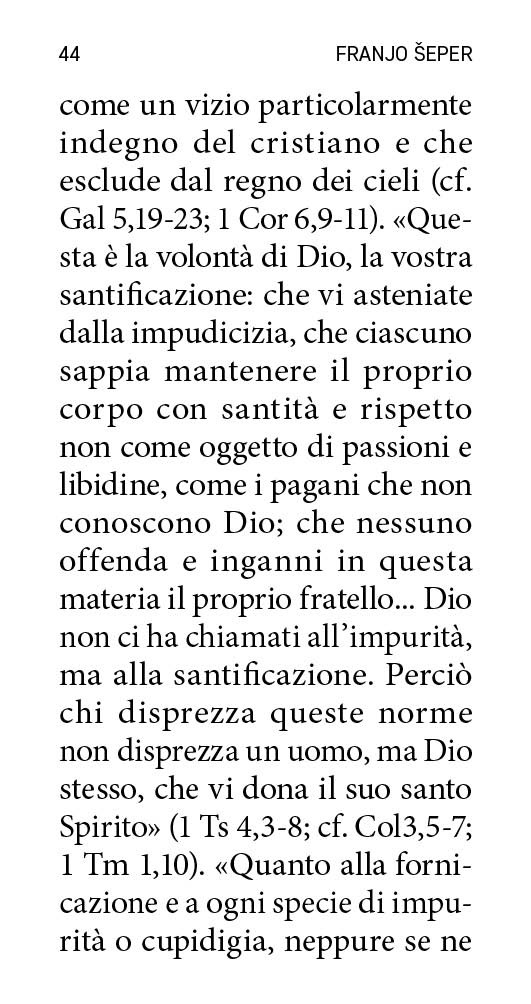 44 FRANJO ŠEPER
come un vizio particolarmente
indegno del cristiano e che
esclude dal regno dei cieli (cf.
Gal 5,19-23; 1 Cor 6,9-11). «Que-
sta è la volontà di Dio, la vostra
santificazione: che vi asteniate
dalla impudicizia, che ciascuno
sappia mantenere il proprio
corpo con santità e rispetto
non come oggetto di passioni e
libidine, come i pagani che non
conoscono Dio; che nessuno
offenda e inganni in questa
materia il proprio fratello... Dio
non ci ha chiamati all’impurità,
ma alla santificazione. Perciò
chi disprezza queste norme
non disprezza un uomo, ma Dio
stesso, che vi dona il suo santo
Spirito» (1 Ts 4,3-8; cf. Col3,5-7;
1 Tm 1,10). «Quanto alla forni-
cazione e a ogni specie di impu-
rità o cupidigia, neppure se ne